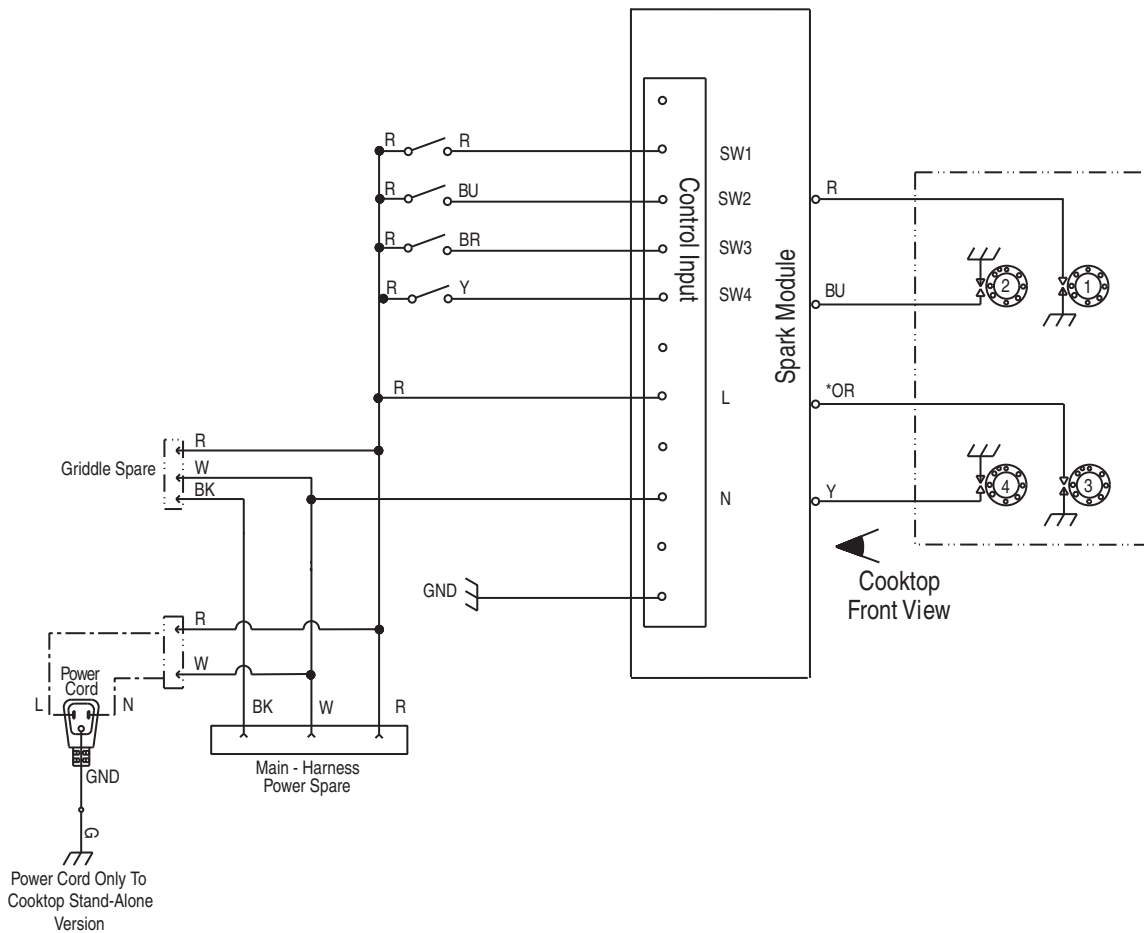 R
R
SW1
Control Input
Spark Module
R
BU
SW2
R
R
BR
SW3
R
Y
SW4
2
1
BU
R
L
*OR
R
Griddle Spare
W
BK
N
Y
4
3
Cooktop
Front View
GND
R
W
Power
Cord
L
N
BK
W
R
GND
Main - Harness
Power Spare
G
Power Cord Only To
Cooktop Stand-Alone
Version